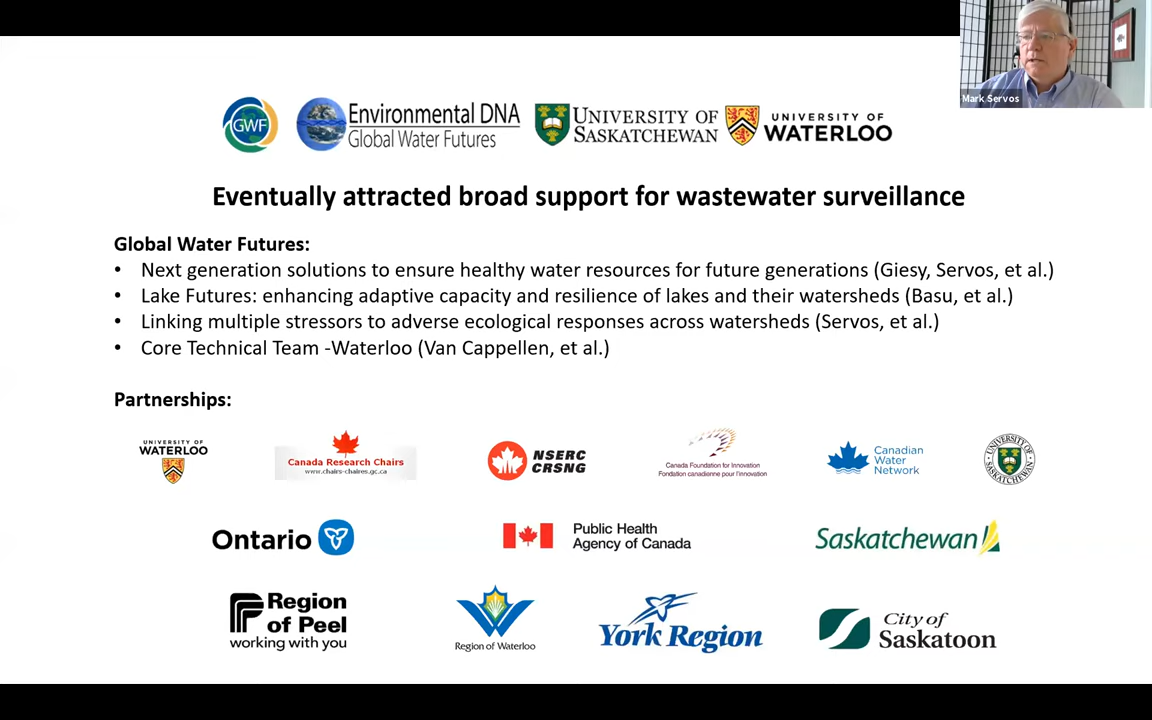 Mark Servos
GWF
Environmental DNA
Global Water Futures
UNIVERSITY OF
SASKATCHEWAN
UNIVERSITY OF
WATERLOO
Eventually attracted broad support for wastewater surveillance
Global Water Futures:
• Next generation solutions to ensure healthy water resources for future generations (Giesy, Servos, et al.)
• Lake Futures: enhancing adaptive capacity and resilience of lakes and their watersheds (Basu, et al.)
• Linking multiple stressors to adverse ecological responses across watersheds (Servos, et al.)
• Core Technical Team -Waterloo (Van Cappellen, et al.)
Partnerships:
UNIVERSITY OF
WATERLOO
Canada Research Chairs
www.chairs-chaires.gc.ca
NSERC
CRSNG
Canada Foundation for Innovation
Fondation canadienne pour l'innovation
Canadian
Water
Network
UNIVERSITY OF
SASKATCHEWAN
Ontario
Public Health
Agency of Canada
Saskatchewan
Region
of Peel
working with you
Region of Waterloo
York Region
City of
Saskatoon